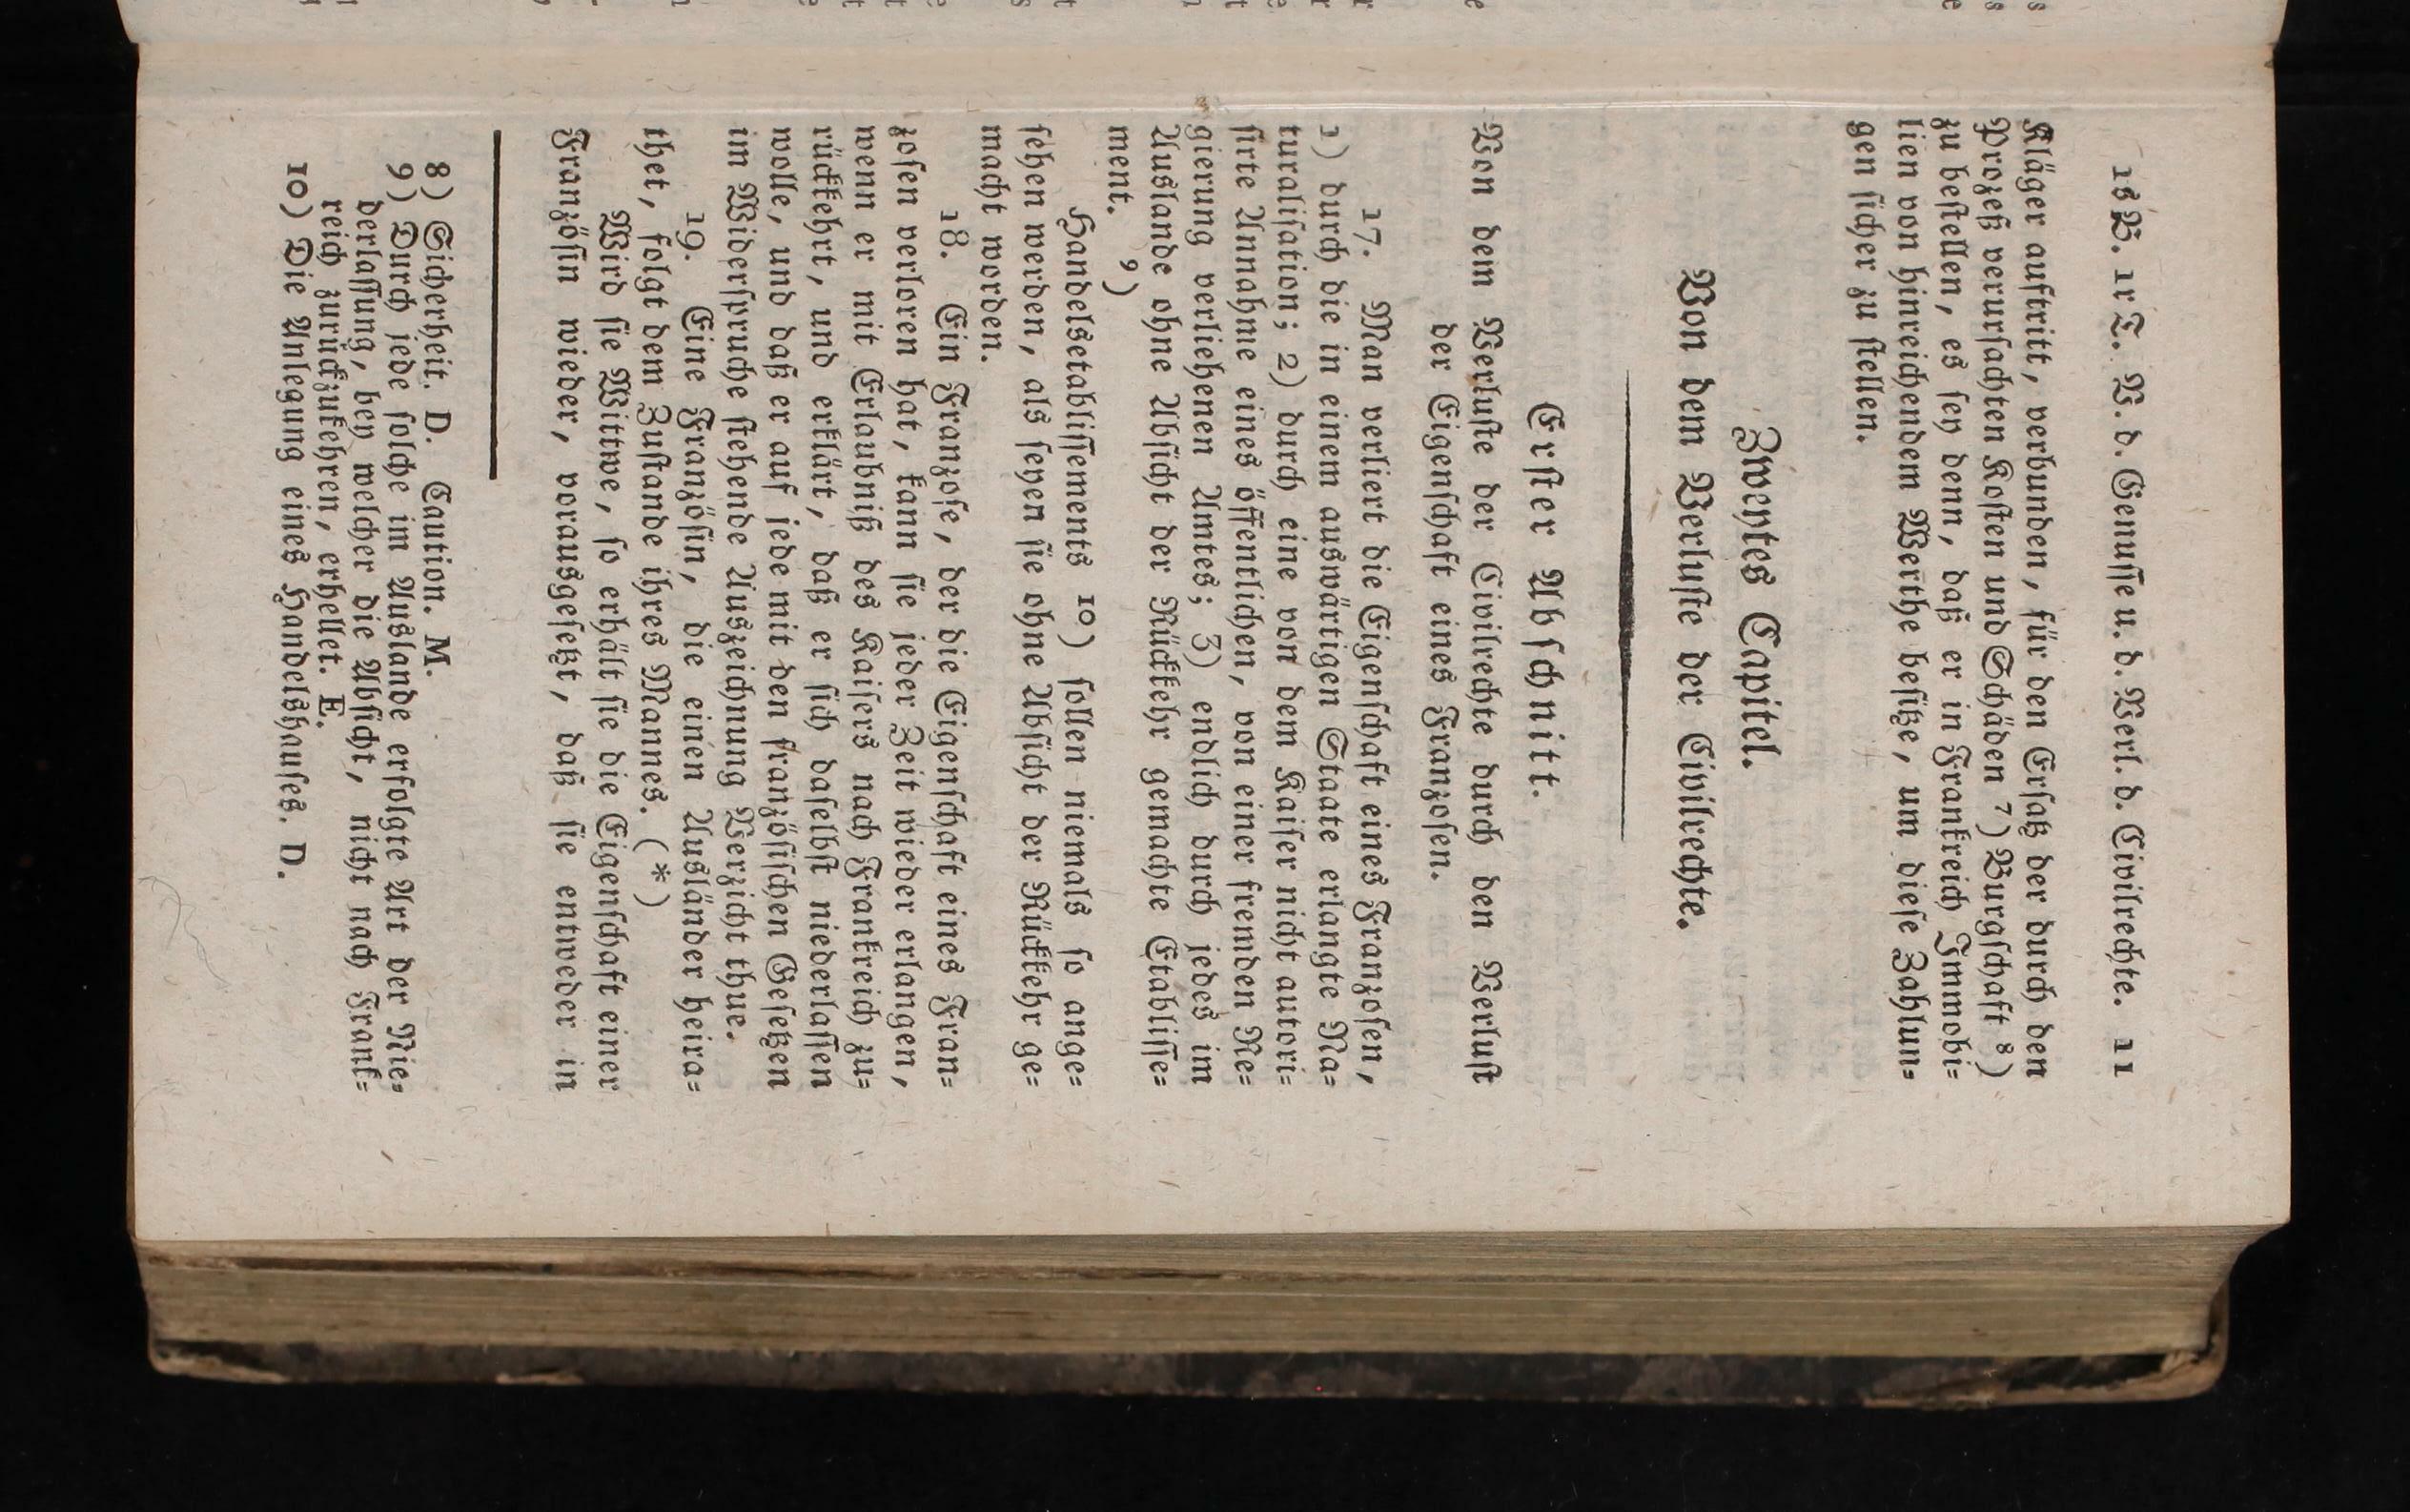 1s B. 1r T. V. d. Genusse u. d. Verl. d. Civilrechte. 11
Kläger auftritt, verbunden, für den Ersatz der durch den
Prozeß verursachten Kosten und Schäden 7) Burgschaft 8)
zu bestellen, es sey denn, daß er in Frankreich Immobi=
lien von hinreichendem Werthe besitze, um diese Zahlun=
gen sicher zu stellen.
Zweytes Capitel.
Von dem Verluste der Civilrechte.
Erster Abschnitt.
Von dem Verluste der Civilrechte durch den Verlust
der Eigenschaft eines Franzosen.
17. Man verliert die Eigenschaft eines Franzosen,
1) durch die in einem auswärtigen Staate erlangte Na=
turalisation; 2) durch eine von dem Kaiser nicht autori=
sirte Annahme eines öffentlichen, von einer fremden Re=
gierung verliehenen Amtes; 3) endlich durch jedes im
Auslande ohne Absicht der Rückkehr gemachte Etablisse=
ment. 9)
Handelsetablissements 10) sollen niemals so ange=
sehen werden, als seyen sie ohne Absicht der Rückkehr ge=
macht worden.
18. Ein Franzose, der die Eigenschaft eines Fran=
zosen verloren hat, kann sie jeder Zeit wieder erlangen,
wenn er mit Erlaubniß des Kaisers nach Frankreich zu=
rückkehrt, und erklärt, daß er sich daselbst niederlassen
wolle, und daß er auf jede mit den französischen Gesetzen
im Widerspruche stehende Auszeichnung Verzicht thue.
19. Eine Französin, die einen Ausländer heira=
thet, folgt dem Zustande ihres Mannes. (*)
Wird sie Wittwe, so erhält sie die Eigenschaft einer
Französin wieder, vorausgesetzt, daß sie entweder in
8) Sicherheit. D. Caution. M.
9) Durch jede solche im Auslande erfolgte Art der Nie=
derlassung, bey welcher die Absicht, nicht nach Frank=
reich zurückzukehren, erhellet. E.
10) Die Anlegung eines Handelshauses. D.